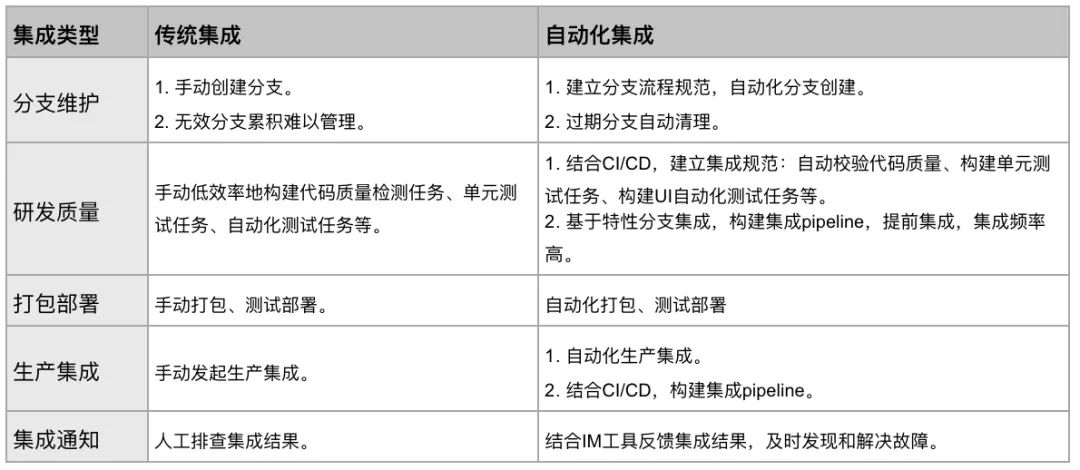 集成类型
传统集成
自动化集成
分支维护
1. 手动创建分支。
2. 无效分支累积难以管理。
1. 建立分支流程规范，自动化分支创建。
2. 过期分支自动清理。
研发质量
手动低效率地构建代码质量检测任务、单元测
试任务、自动化测试任务等。
1. 结合CI/CD，建立集成规范：自动校验代码质量、构建单元测
试任务、构建UI自动化测试任务等。
2. 基于特性分支集成，构建集成pipeline，提前集成，集成频率
高。
打包部署
手动打包、测试部署。
自动化打包、测试部署
生产集成
手动发起生产集成。
1. 自动化生产集成。
2. 结合CI/CD，构建集成pipeline。
集成通知
人工排查集成结果。
结合IM工具反馈集成结果，及时发现和解决故障。